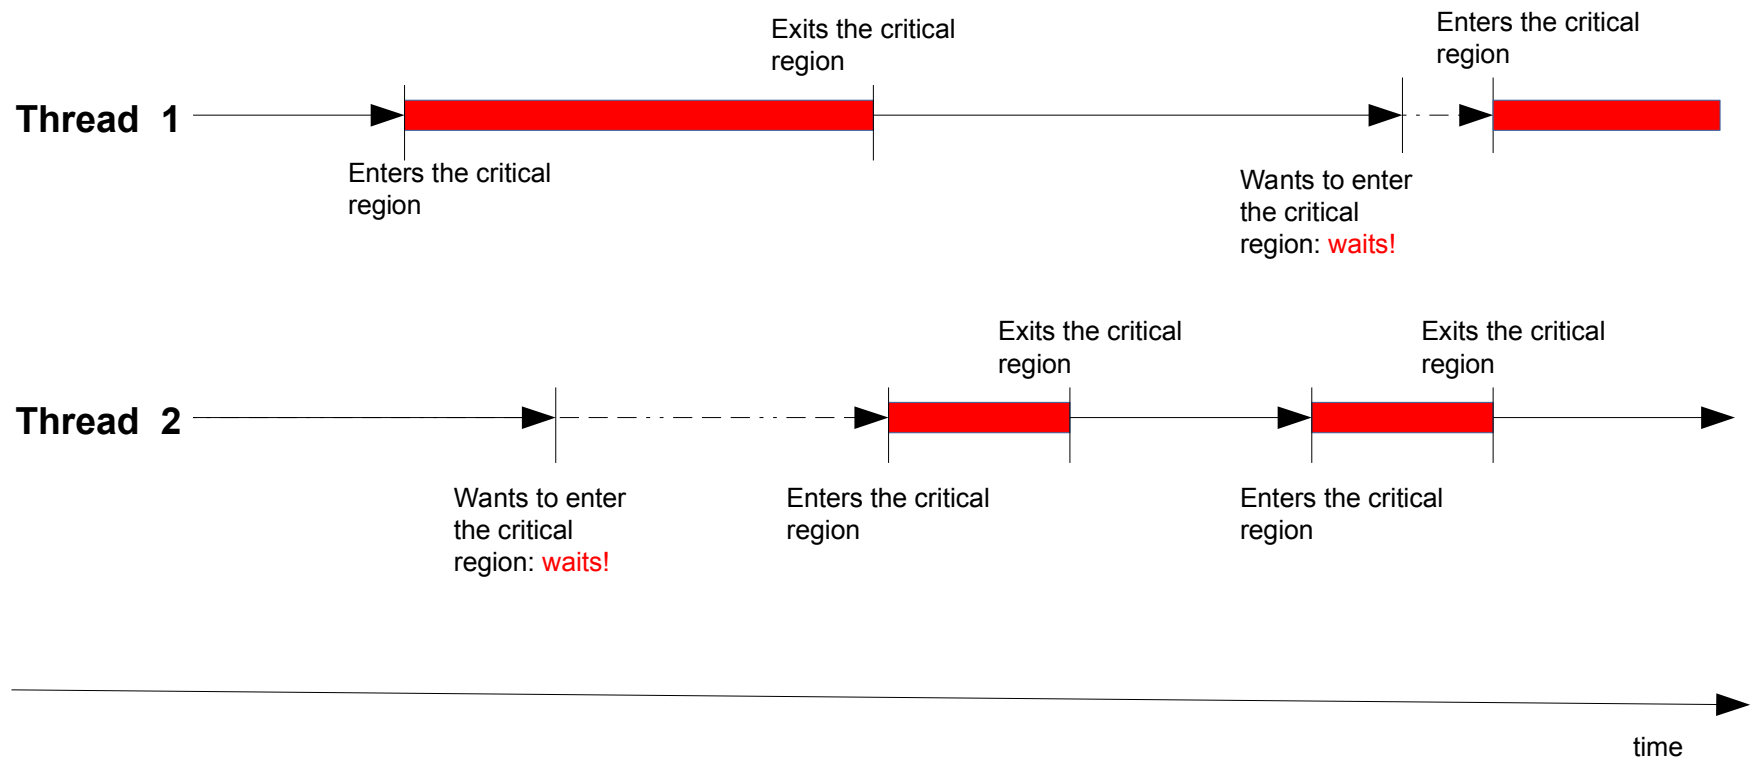 Exits the critical
region
Enters the critical
region
Thread 1
Enters the critical
region
Wants to enter
the critical
region: waits!
Exits the critical
region
Exits the critical
region
Thread 2
Wants to enter
the critical
region: waits!
Enters the critical
region
Enters the critical
region
time